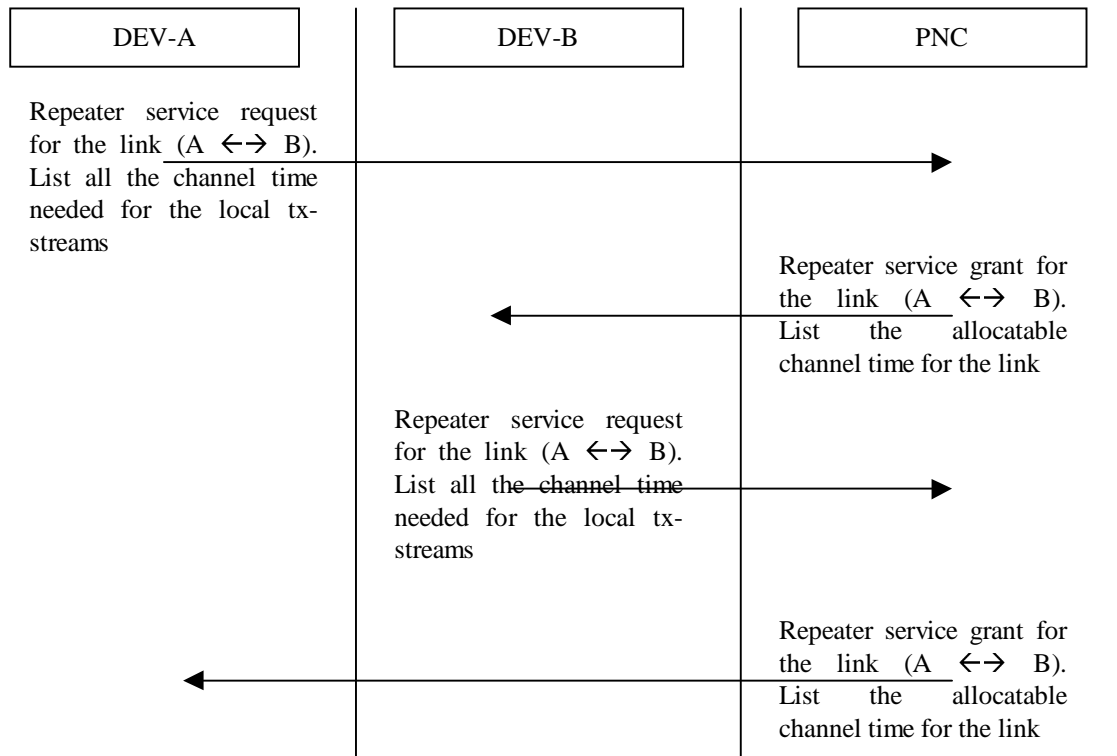 DEV-A
DEV-B
PNC
Repeater service request
for the link (A ←→ B).
List all the channel time
needed for the local tx-
streams
Repeater service grant for
the link (A ←→ B).
List the allocatable
channel time for the link
Repeater service request
for the link (A ←→ B).
List all the channel time
needed for the local tx-
streams
Repeater service grant for
the link (A ←→ B).
List the allocatable
channel time for the link